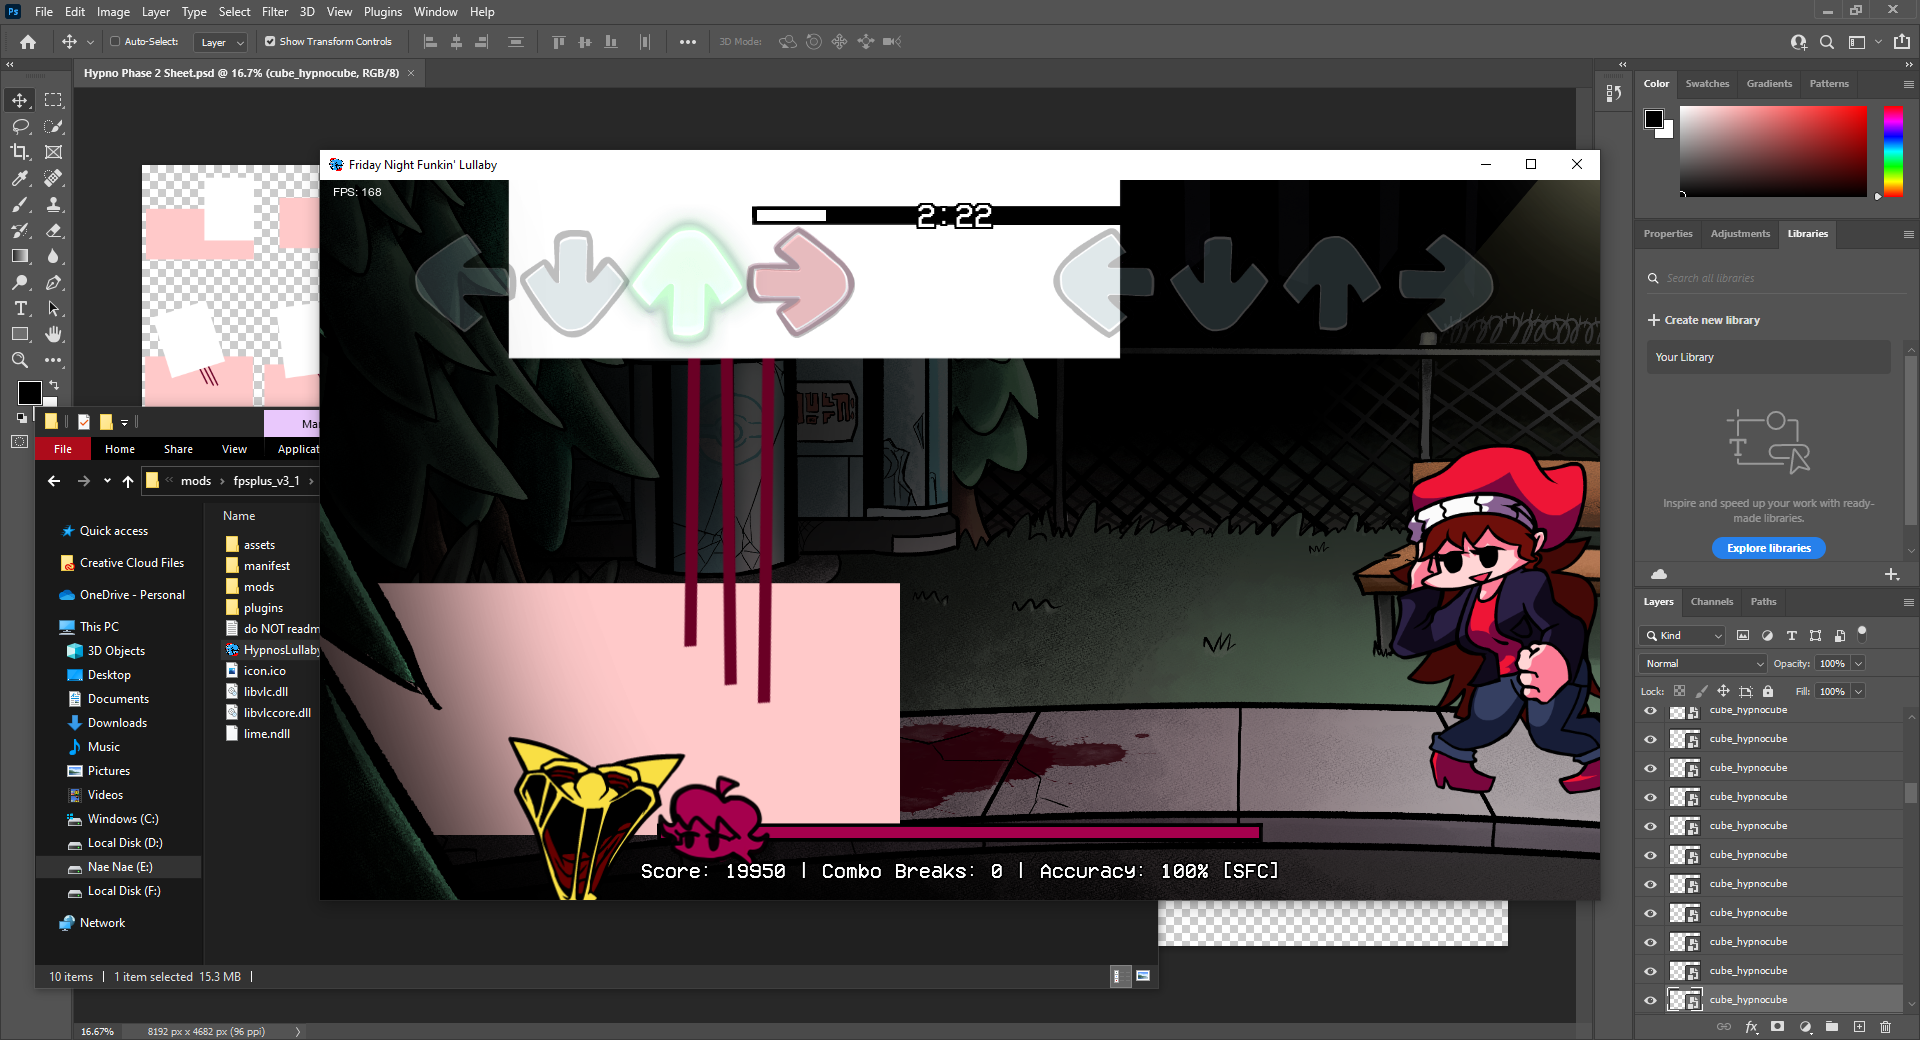 Ps File Edit Image Layer Type Select Filter 3D View Plugins Window Help
Auto-Select: Layer Show Transform Controls 3D Mode:
Hypno Phase 2 Sheet.psd @ 16.7% (cube_hypnocube, RGB/8)
Color Swatches Gradients Patterns
Friday Night Funkin' Lullaby
FPS: 168
2:22
Properties Adjustments Libraries
Search all libraries
Create new library
Your Library
Inspire and speed up your work with ready-
made libraries.
Explore libraries
Layers Channels Paths
Kind
Normal Opacity: 100%
Lock: Fill: 100%
cube_hypnocube
cube_hypnocube
cube_hypnocube
cube_hypnocube
cube_hypnocube
cube_hypnocube
cube_hypnocube
cube_hypnocube
cube_hypnocube
cube_hypnocube
cube_hypnocube
Ma
File Home Share View Applicat
mods fpsplus_v3_1
Name
Quick access
Creative Cloud Files
OneDrive - Personal
This PC
3D Objects
Desktop
Documents
Downloads
Music
Pictures
Videos
Windows (C:)
Local Disk (D:)
Nae Nae (E:)
Local Disk (F:)
Network
assets
manifest
mods
plugins
do NOT readm
HypnosLullaby
icon.ico
libvlc.dll
libvlccore.dll
lime.ndll
Score: 19950 | Combo Breaks: 0 | Accuracy: 100% [SFC]
10 items 1 item selected 15.3 MB
16.67% 8192 px x 4682 px (96 ppi)